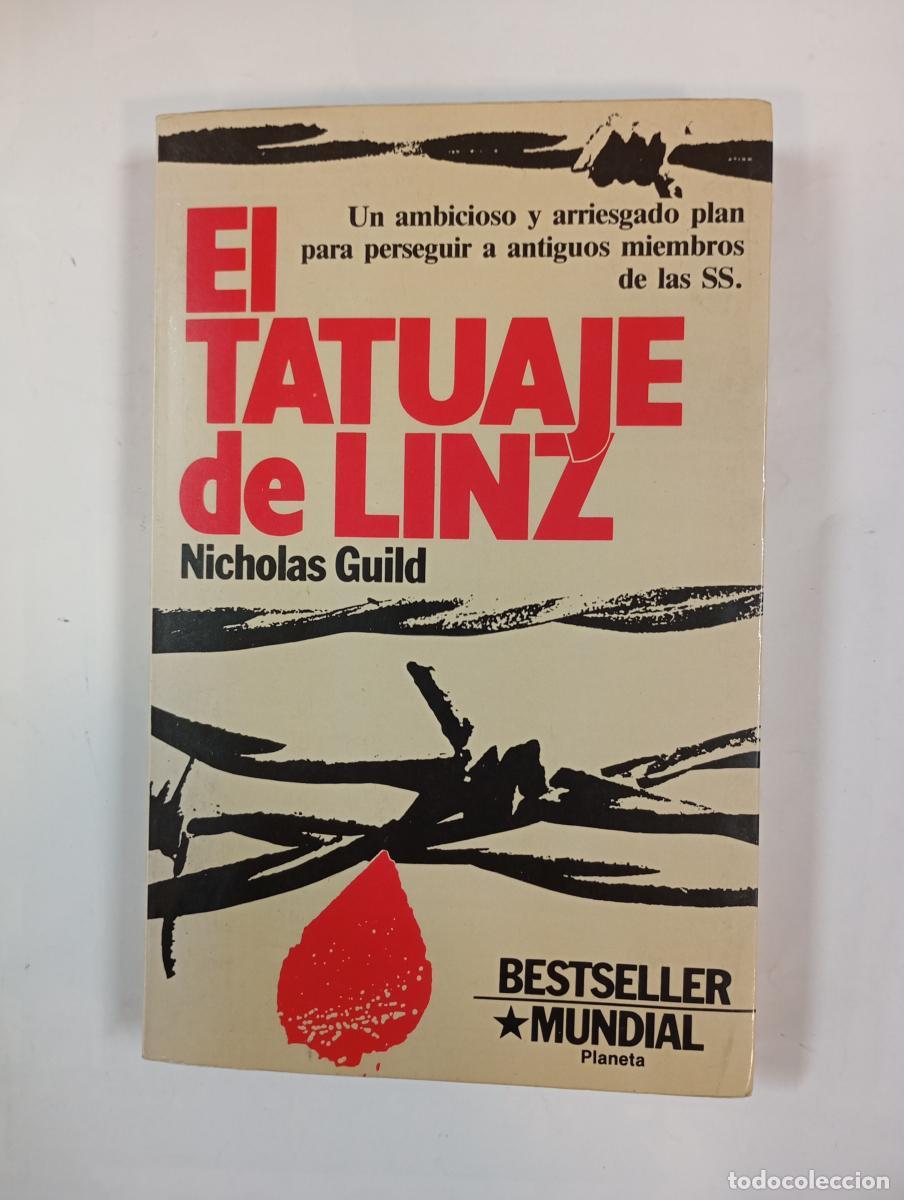 El
Un ambicioso y arriesgado plan
para perseguir a antiguos miembros
de las SS.
TATUAJE
de LINZ
Nicholas Guild
BESTSELLER
★MUNDIAL
Planeta
todocoleccion